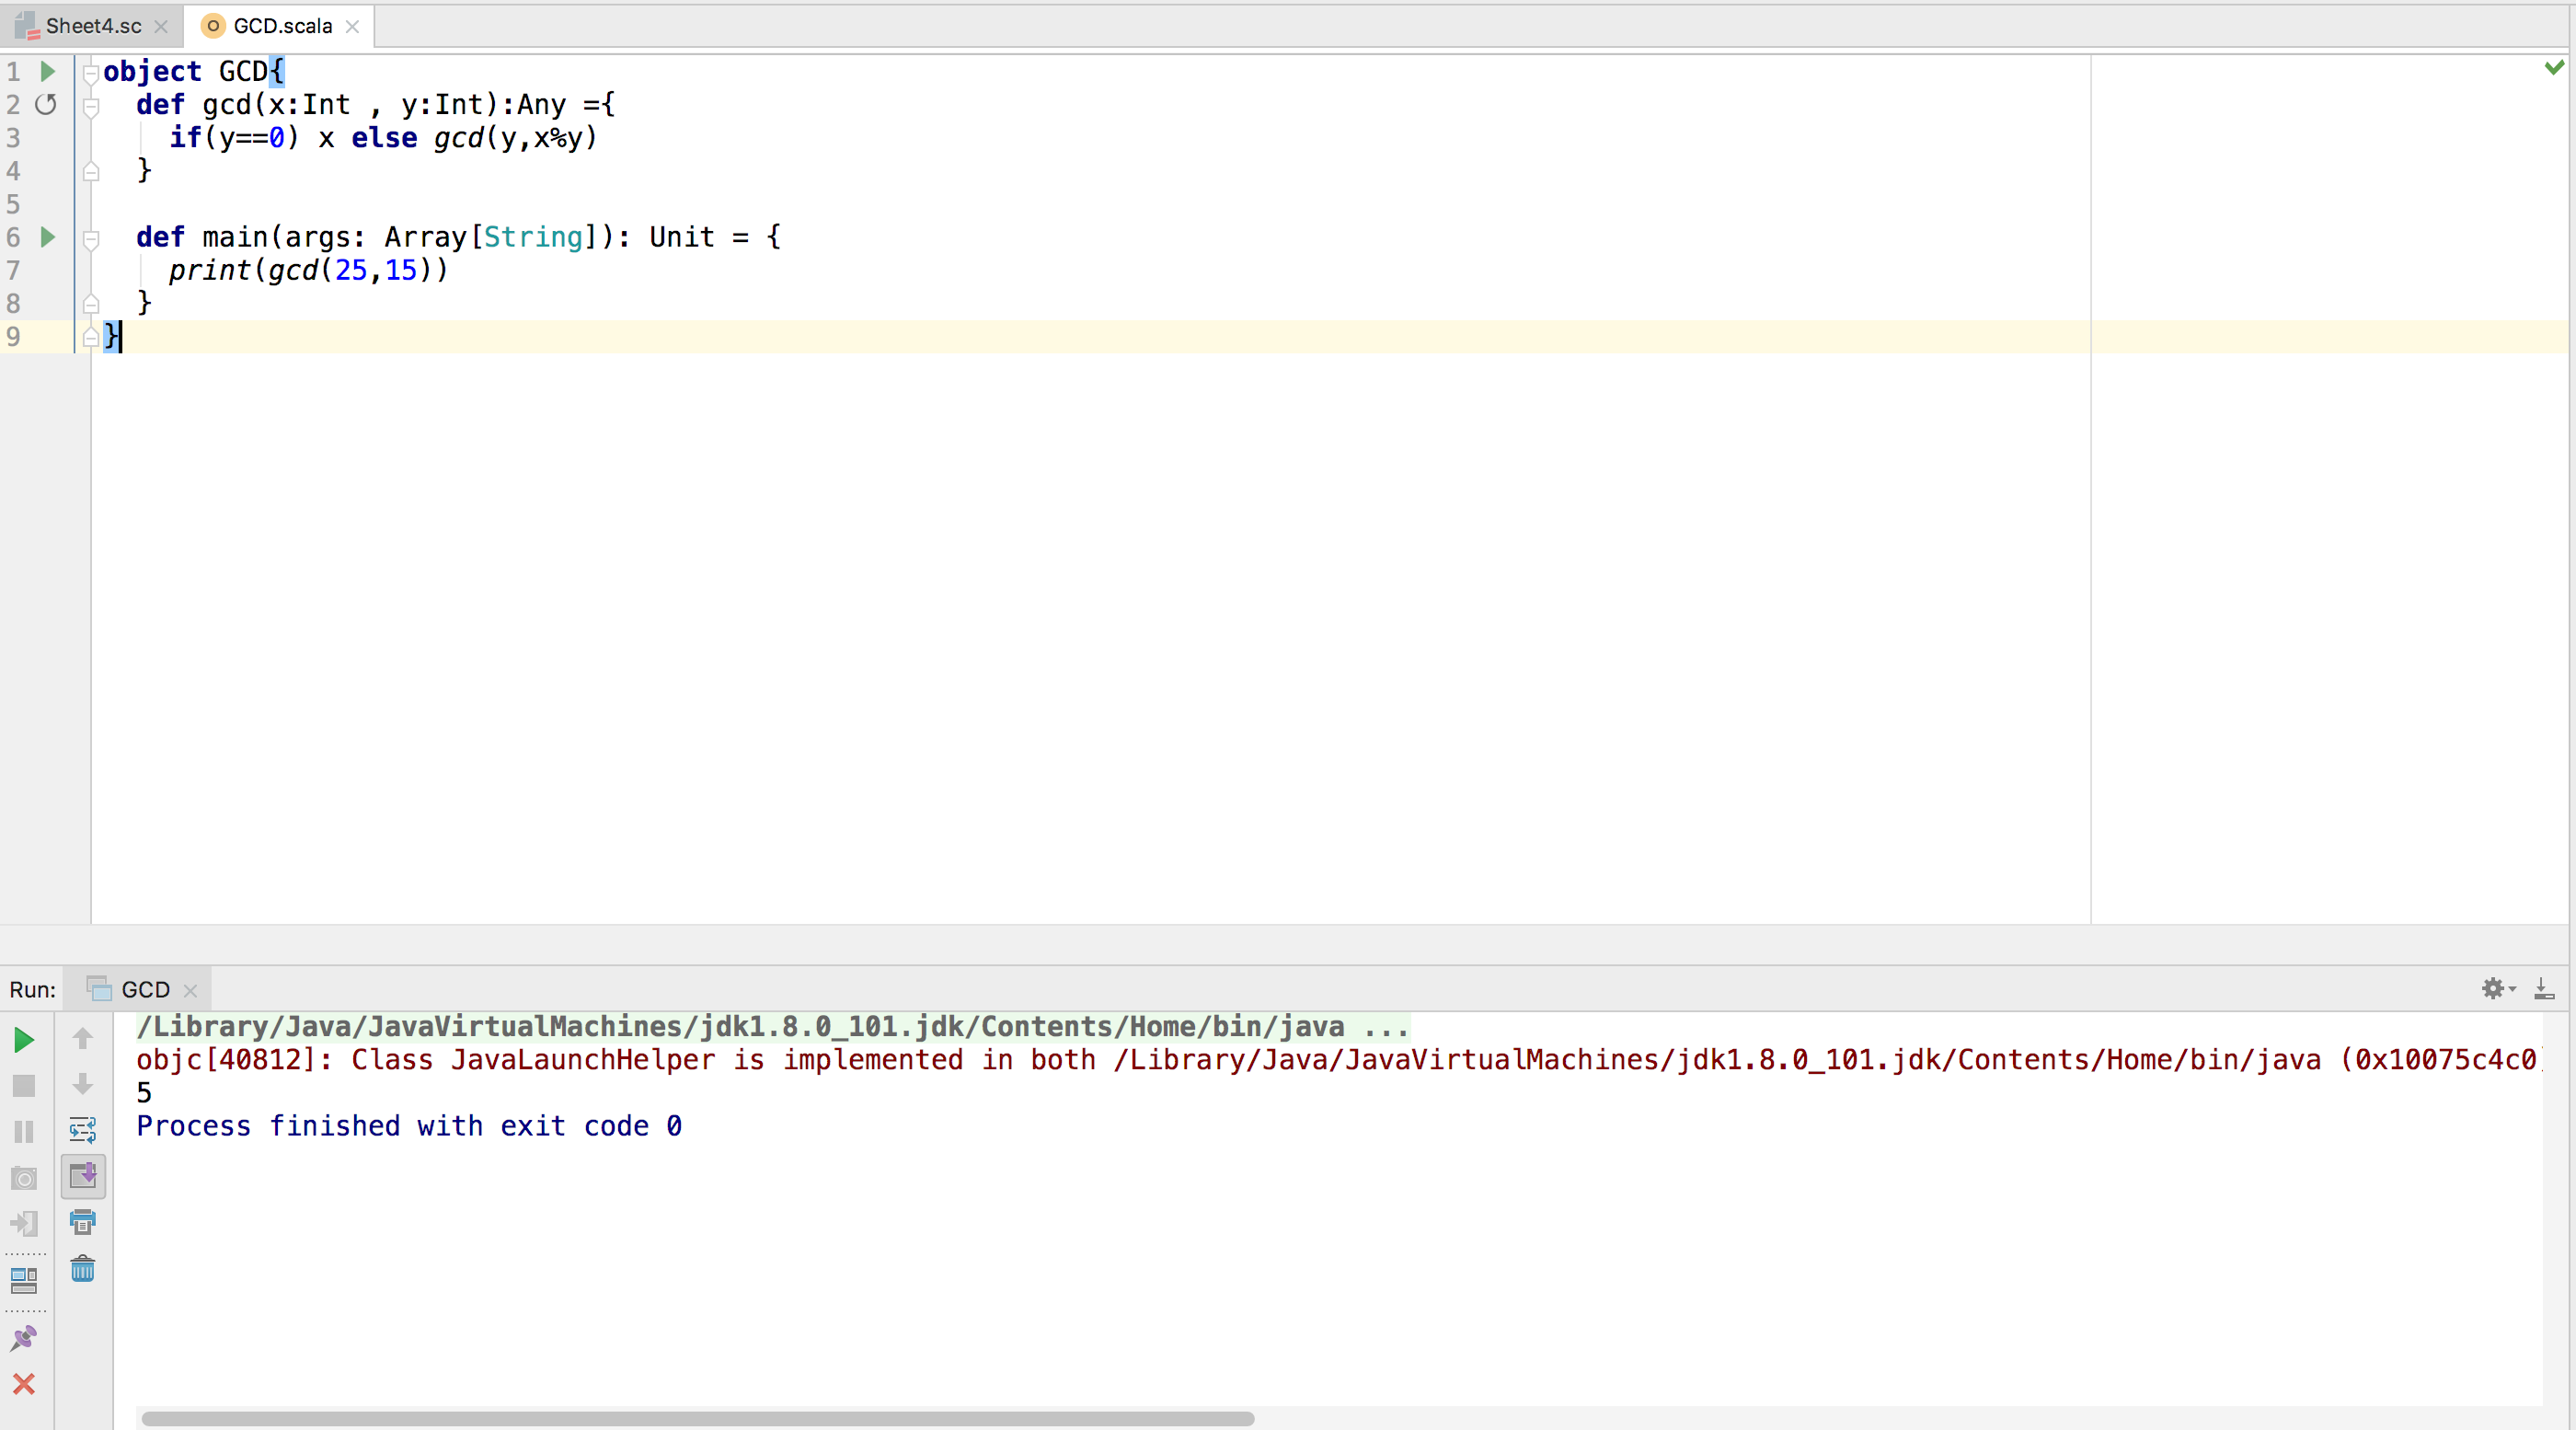 Sheet4.sc GCD.scala
1 object GCD{
2 def gcd(x:Int , y:Int):Any ={
3 if(y==0) x else gcd(y,x%y)
4 }
5
6 def main(args: Array[String]): Unit = {
7 print(gcd(25,15))
8 }
9 }
Run: GCD
/Library/Java/JavaVirtualMachines/jdk1.8.0_101.jdk/Contents/Home/bin/java ...
objc[40812]: Class JavaLaunchHelper is implemented in both /Library/Java/JavaVirtualMachines/jdk1.8.0_101.jdk/Contents/Home/bin/java (0x10075c4c0)
5
Process finished with exit code 0